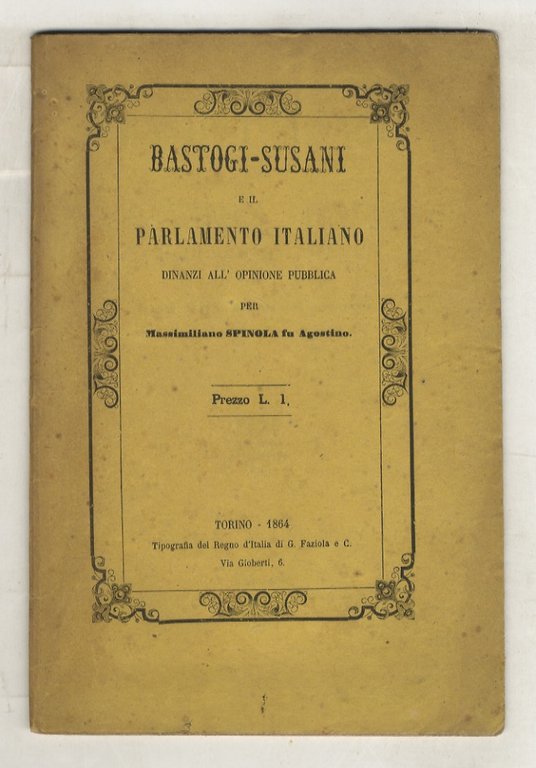 BASTOGI-SUSANI
E IL
PARLAMENTO ITALIANO
DINANZI ALL' OPINIONE PUBBLICA
PER
Massimiliano SPINOLA fu Agostino.
Prezzo L. 1.
TORINO - 1864
Tipografia del Regno d'Italia di G. Faziola e C.
Via Gioberti, 6.